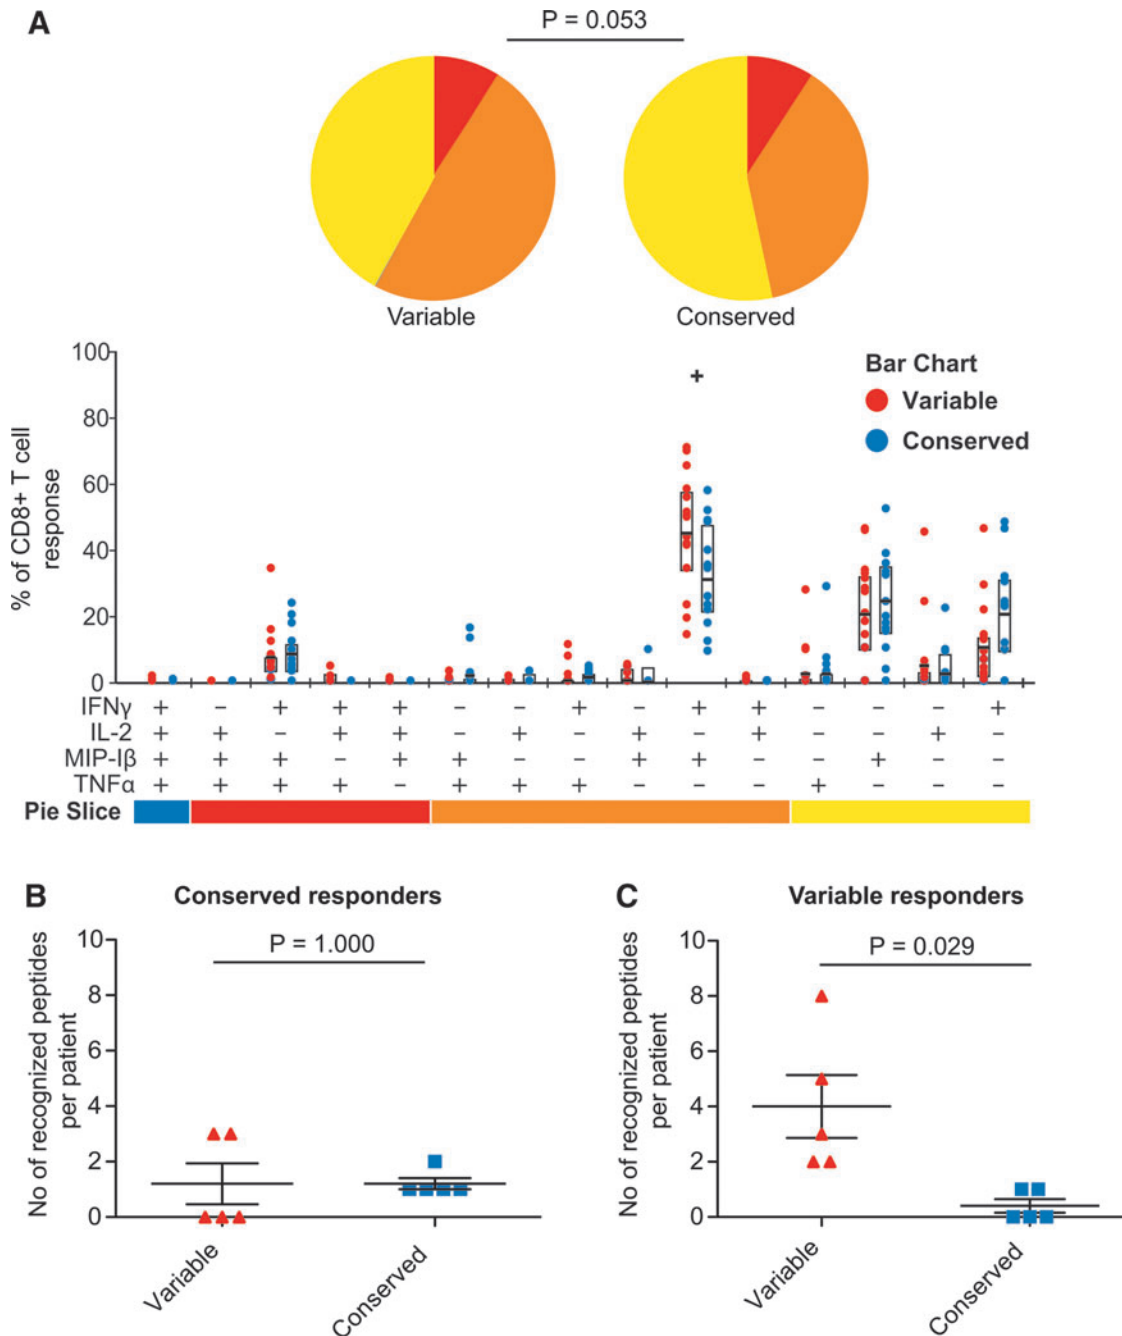 A
P = 0.053
Variable
Conserved
% of CD8+ T cell
response
100
80
60
40
20
0
+
Bar Chart
Variable
Conserved
IFNγ + – + + + – – + – + + – – – +
IL-2 + + – + + – + – + – + – – + –
MIP-Iβ + + + – + + – – + + – – + – –
TNFα + + + + – + + + – – – + – – –
Pie Slice
B
Conserved responders
P = 1.000
No of recognized peptides
per patient
10
8
6
4
2
0
Variable
Conserved
C
Variable responders
P = 0.029
No of recognized peptides
per patient
10
8
6
4
2
0
Variable
Conserved